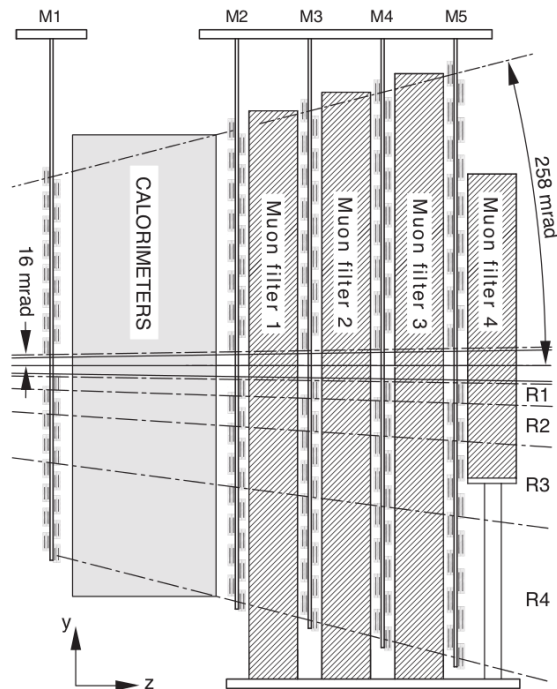 M1
M2
M3
M4
M5
16 mrad
CALORIMETERS
Muon filter 1
Muon filter 2
Muon filter 3
Muon filter 4
258 mrad
R1
R2
R3
R4
y
z